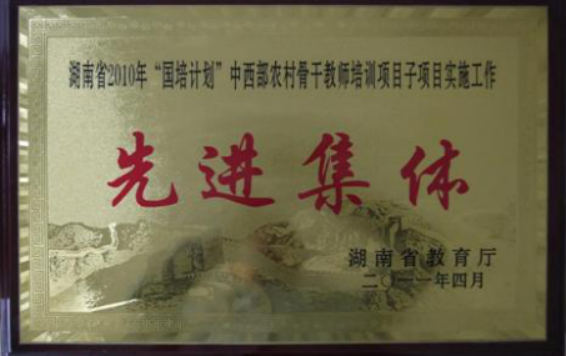 湖南省2010年“国培计划”中西部农村骨干教师培训项目子项目实施工作
先进集体
湖南省教育厅
二〇一一年四月